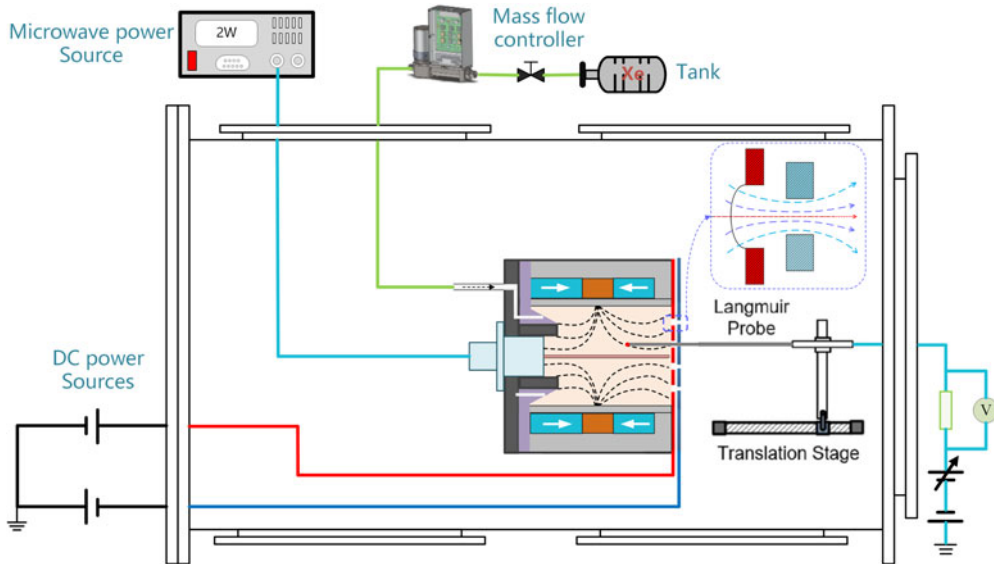 Microwave power
Source
2W
Mass flow
controller
Xe
Tank
Langmuir
Probe
DC power
Sources
V
Translation Stage